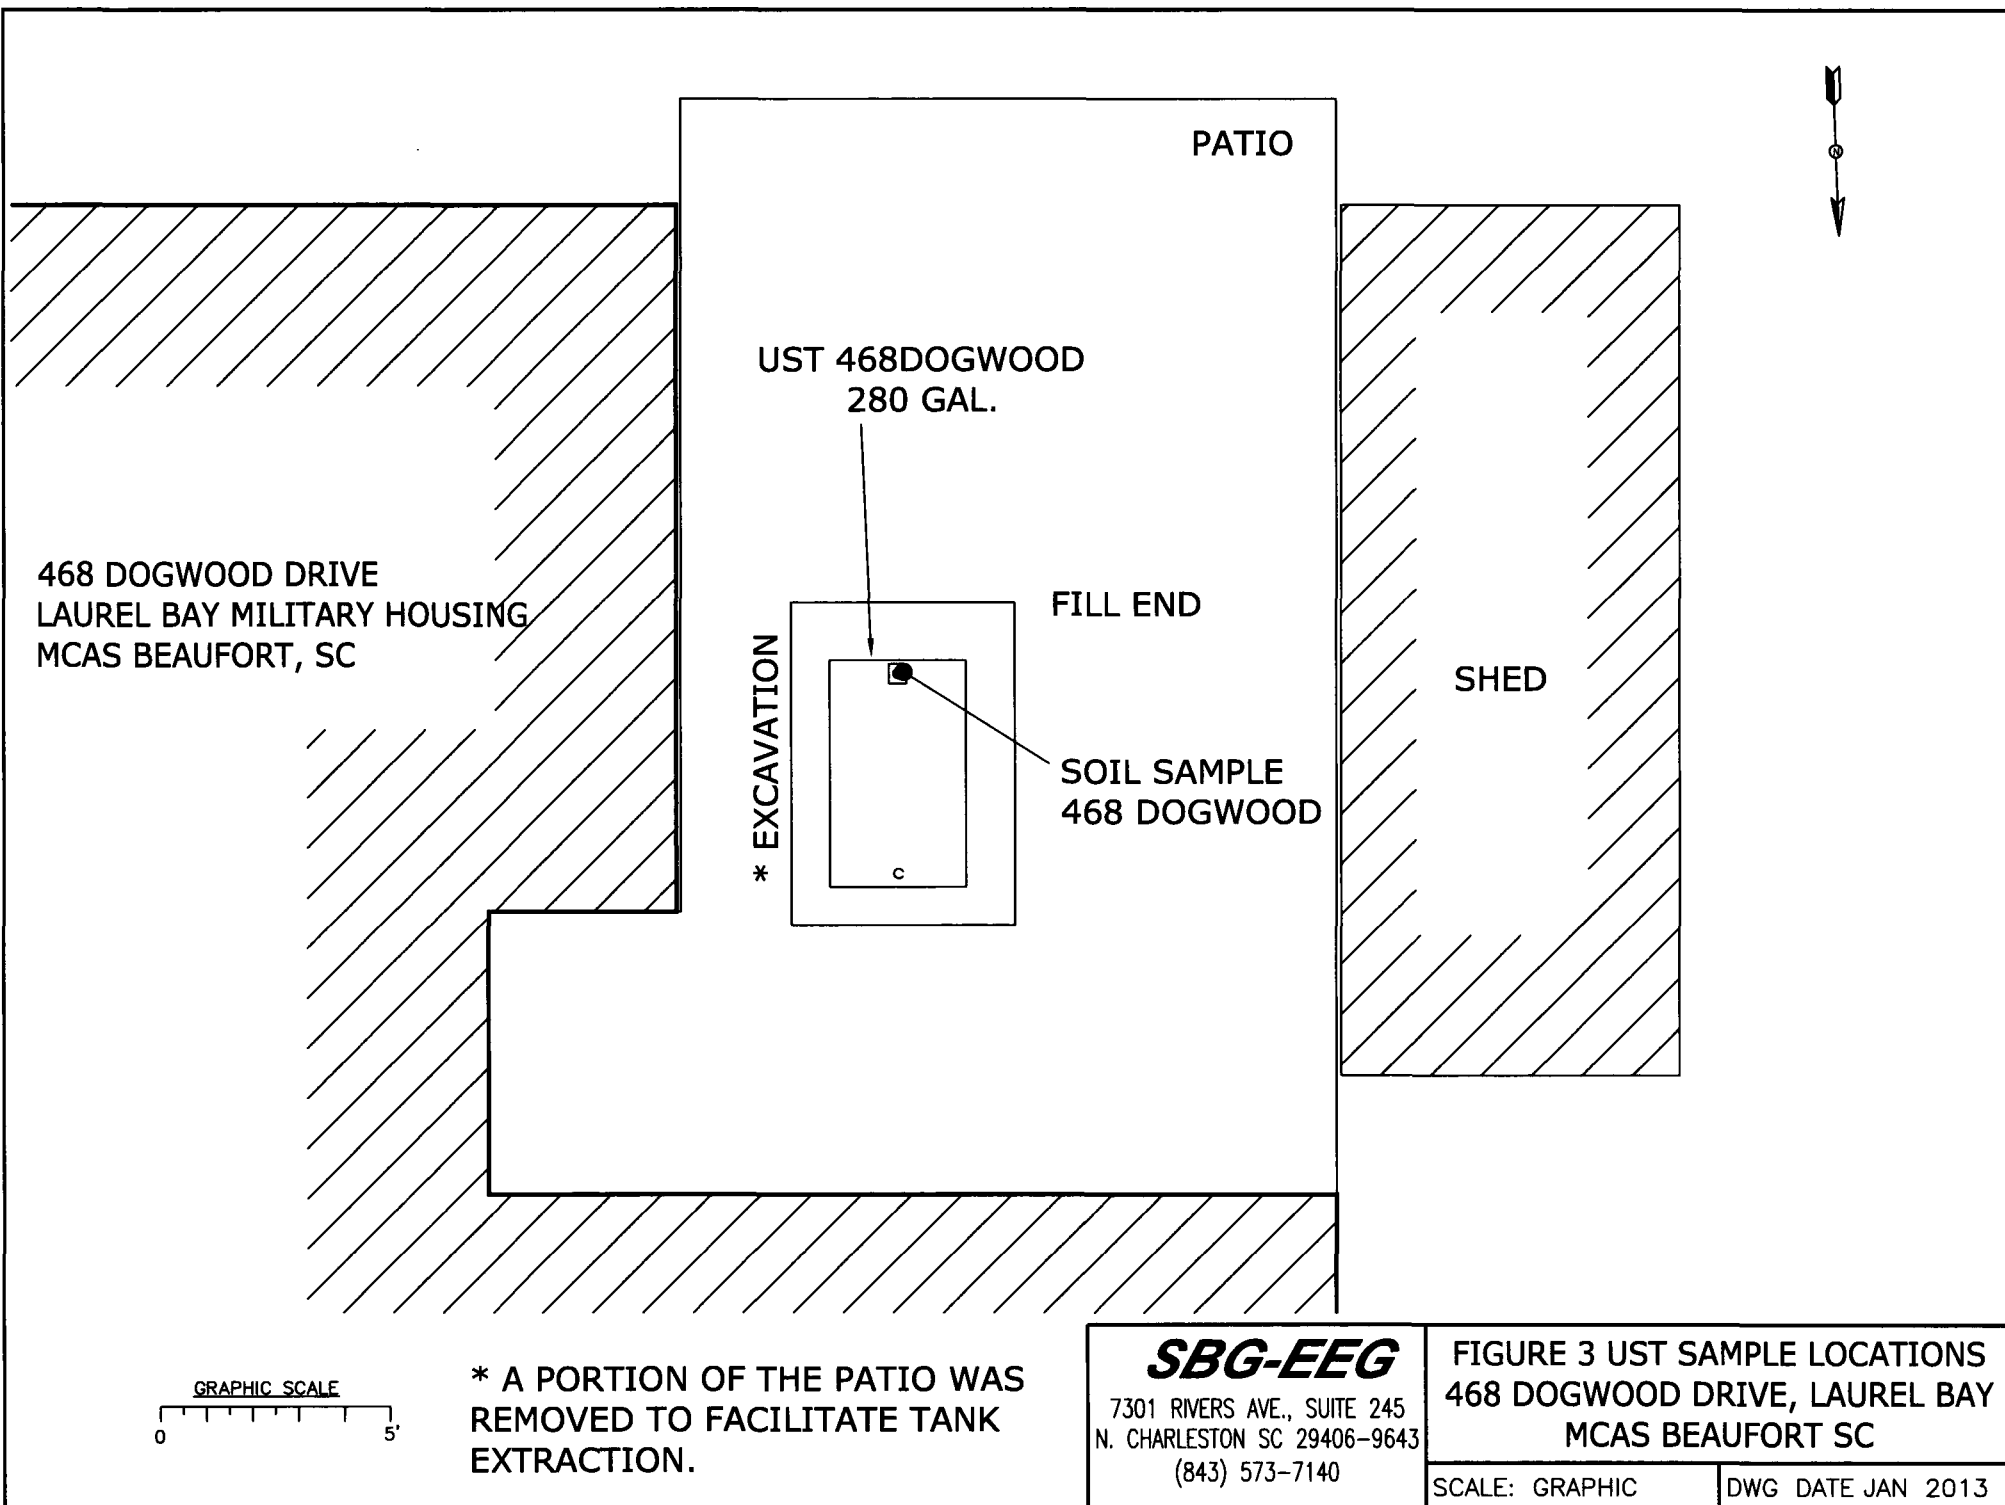 PATIO
N
UST 468DOGWOOD
280 GAL.
468 DOGWOOD DRIVE
LAUREL BAY MILITARY HOUSING
MCAS BEAUFORT, SC
FILL END
* EXCAVATION
SHED
SOIL SAMPLE
468 DOGWOOD
C
GRAPHIC SCALE
0 5'
* A PORTION OF THE PATIO WAS
REMOVED TO FACILITATE TANK
EXTRACTION.
SBG-EEG
7301 RIVERS AVE., SUITE 245
N. CHARLESTON SC 29406-9643
(843) 573-7140
FIGURE 3 UST SAMPLE LOCATIONS
468 DOGWOOD DRIVE, LAUREL BAY
MCAS BEAUFORT SC
SCALE: GRAPHIC
DWG DATE JAN 2013